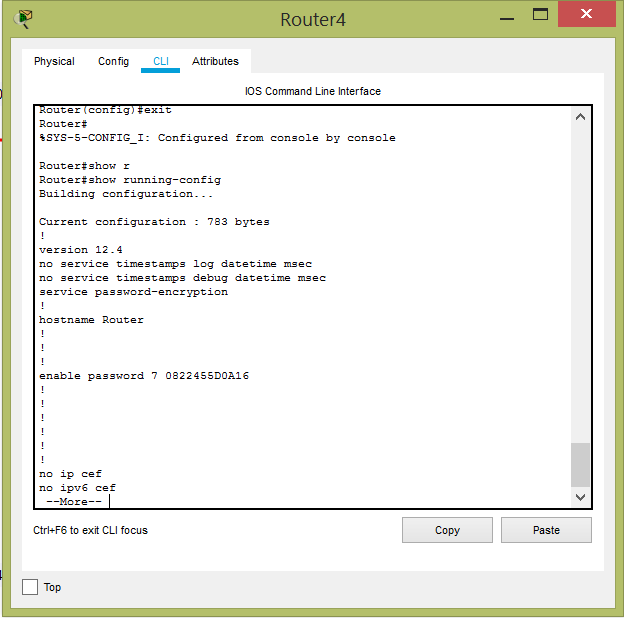 Router4
Physical Config CLI Attributes
IOS Command Line Interface
Router(config)#exit
Router#
%SYS-5-CONFIG_I: Configured from console by console
Router#show r
Router#show running-config
Building configuration...
Current configuration : 783 bytes
!
version 12.4
no service timestamps log datetime msec
no service timestamps debug datetime msec
service password-encryption
!
hostname Router
!
!
!
enable password 7 0822455D0A16
!
!
!
!
!
!
no ip cef
no ipv6 cef
--More--
Ctrl+F6 to exit CLI focus
Copy
Paste
Top